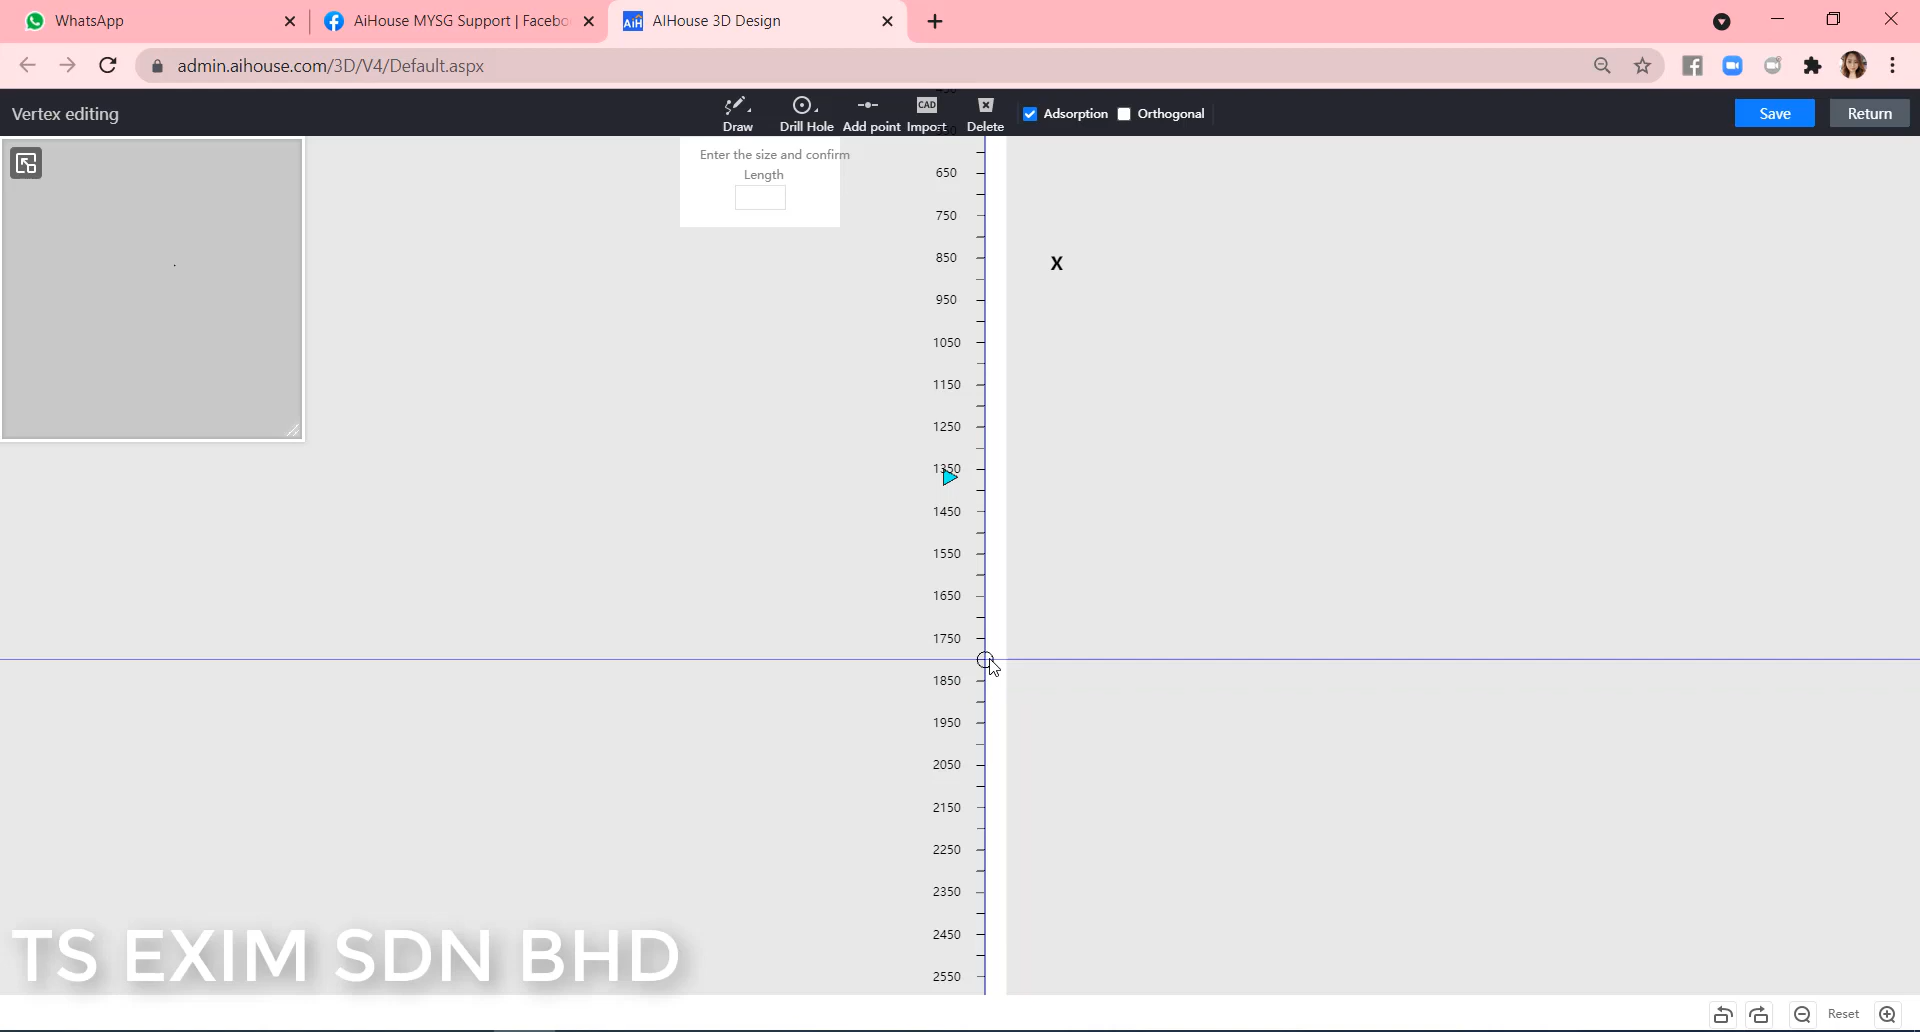 WhatsApp
AiHouse MYSG Support | Facebo
AiH AIHouse 3D Design
admin.aihouse.com/3D/V4/Default.aspx
Vertex editing
Draw
Drill Hole
Add point
CAD
Import
Delete
Adsorption
Orthogonal
Save
Return
Enter the size and confirm
Length
650
750
850
X
950
1050
1150
1250
1350
1450
1550
1650
1750
1850
1950
2050
2150
2250
2350
2450
2550
TS EXIM SDN BHD
Reset